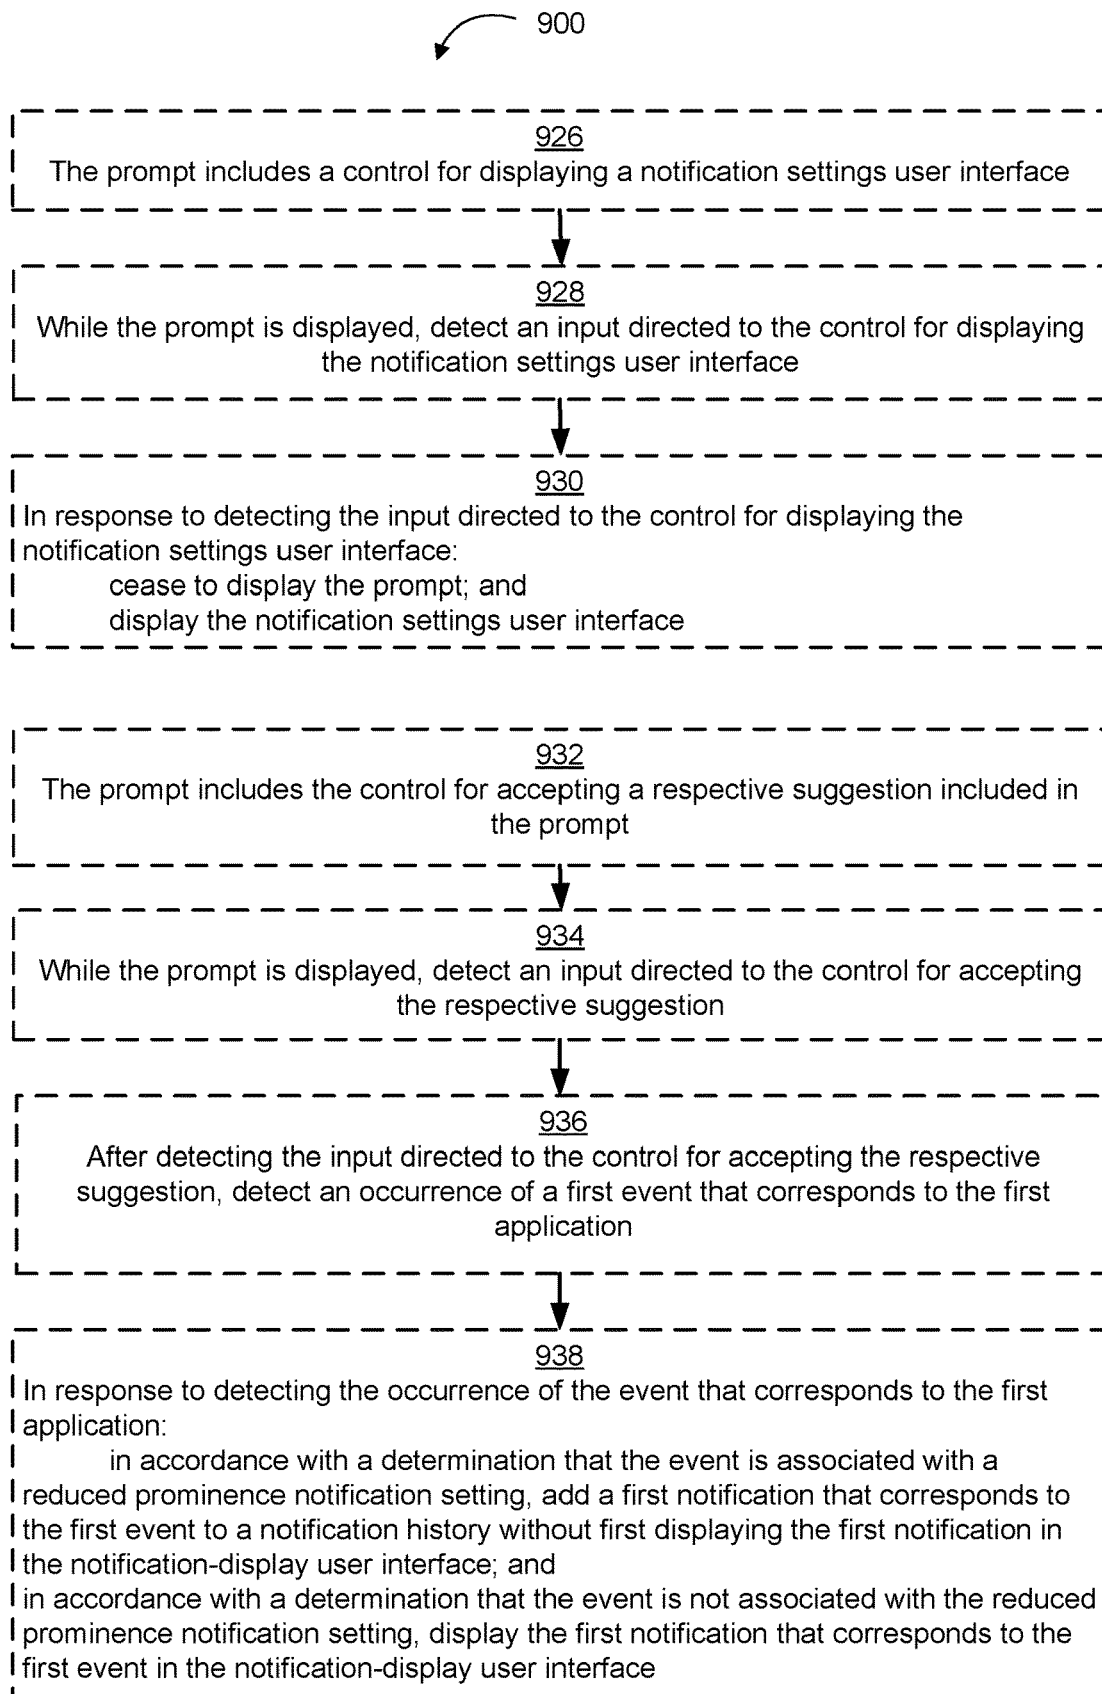 900
926
The prompt includes a control for displaying a notification settings user interface
928
While the prompt is displayed, detect an input directed to the control for displaying
the notification settings user interface
930
In response to detecting the input directed to the control for displaying the
notification settings user interface:
cease to display the prompt; and
display the notification settings user interface
932
The prompt includes the control for accepting a respective suggestion included in
the prompt
934
While the prompt is displayed, detect an input directed to the control for accepting
the respective suggestion
936
After detecting the input directed to the control for accepting the respective
suggestion, detect an occurrence of a first event that corresponds to the first
application
938
In response to detecting the occurrence of the event that corresponds to the first
application:
in accordance with a determination that the event is associated with a
reduced prominence notification setting, add a first notification that corresponds to
the first event to a notification history without first displaying the first notification in
the notification-display user interface; and
in accordance with a determination that the event is not associated with the reduced
prominence notification setting, display the first notification that corresponds to the
first event in the notification-display user interface